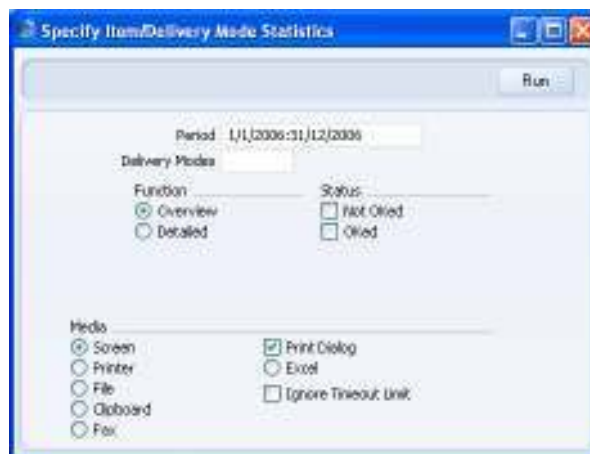 Specify Item/Delivery Mode Statistics
Run
Period 1/1/2006:31/12/2006
Delivery Modes
Function Status
Overview Not OKed
Detailed OKed
Media
Screen Print Dialog
Printer Excel
File Ignore Timeout Limit
Clipboard
Fax